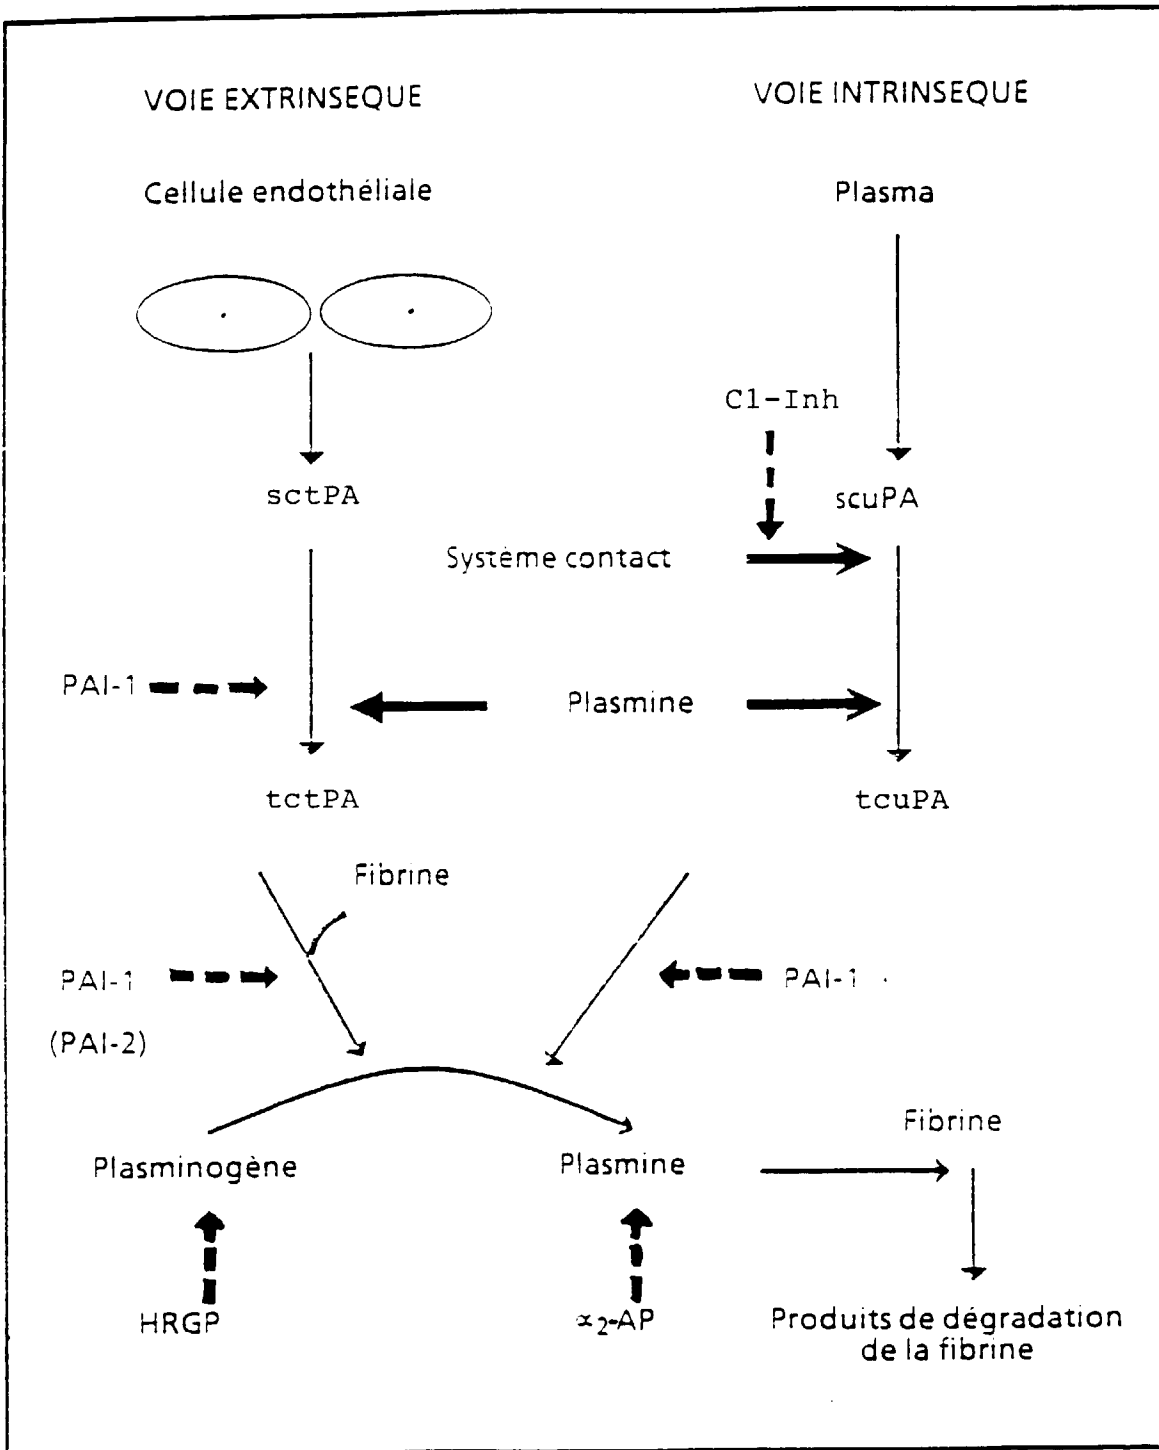 VOIE EXTRINSEQUE
VOIE INTRINSEQUE
Cellule endothéliale
Plasma
C1-Inh
sctPA
scuPA
Système contact
PAI-1
Plasmine
tctPA
tcuPA
Fibrine
PAI-1
PAI-1
(PAI-2)
Fibrine
Plasminogène
Plasmine
HRGP
α2-AP
Produits de dégradation
de la fibrine